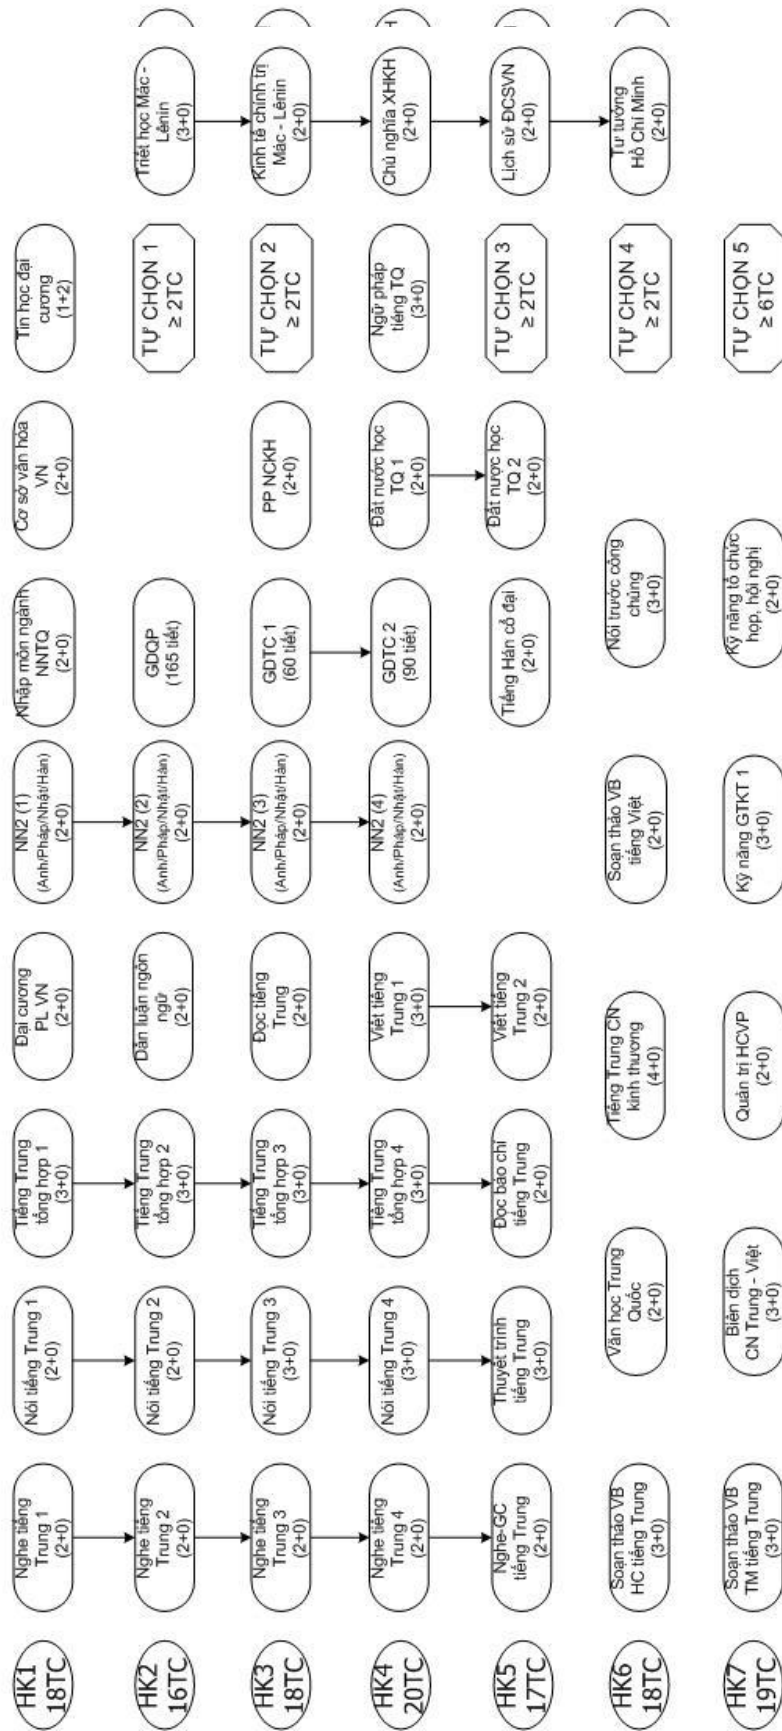 HK1
18TC
Nghe tiếng
Trung 1
(2+0)
Nói tiếng Trung 1
(2+0)
Tiếng Trung
tổng hợp 1
(3+0)
Đại cương
PL VN
(2+0)
NN2 (1)
(Anh/Pháp/Nhật/Hàn)
(2+0)
Nhập môn ngành
NNTQ
(2+0)
Cơ sở văn hóa
VN
(2+0)
Tin học đại
cương
(1+2)
HK2
16TC
Nghe tiếng
Trung 2
(2+0)
Nói tiếng Trung 2
(2+0)
Tiếng Trung
tổng hợp 2
(3+0)
Dẫn luận ngôn
ngữ
(2+0)
NN2 (2)
(Anh/Pháp/Nhật/Hàn)
(2+0)
GDQP
(165 tiết)
TỰ CHỌN 1
≥ 2TC
Triết học Mác -
Lênin
(3+0)
HK3
18TC
Nghe tiếng
Trung 3
(2+0)
Nói tiếng Trung 3
(3+0)
Tiếng Trung
tổng hợp 3
(3+0)
Đọc tiếng
Trung
(2+0)
NN2 (3)
(Anh/Pháp/Nhật/Hàn)
(2+0)
GDTC 1
(60 tiết)
PP NCKH
(2+0)
TỰ CHỌN 2
≥ 2TC
Kinh tế chính trị
Mác - Lênin
(2+0)
HK4
20TC
Nghe tiếng
Trung 4
(2+0)
Nói tiếng Trung 4
(3+0)
Tiếng Trung
tổng hợp 4
(3+0)
Viết tiếng
Trung 1
(3+0)
NN2 (4)
(Anh/Pháp/Nhật/Hàn)
(2+0)
GDTC 2
(90 tiết)
Đất nước học
TQ 1
(2+0)
Ngữ pháp
tiếng TQ
(3+0)
Chủ nghĩa XHKH
(2+0)
HK5
17TC
Nghe-GC
tiếng Trung
(2+0)
Thuyết trình
tiếng Trung
(3+0)
Đọc báo chí
tiếng Trung
(2+0)
Viết tiếng
Trung 2
(2+0)
Tiếng Hán cổ đại
(2+0)
Đất nước học
TQ 2
(2+0)
TỰ CHỌN 3
≥ 2TC
Lịch sử ĐCSVN
(2+0)
HK6
18TC
Soạn thảo VB
HC tiếng Trung
(3+0)
Văn học Trung
Quốc
(2+0)
Tiếng Trung CN
kinh thương
(4+0)
Soạn thảo VB
tiếng Việt
(2+0)
Nói trước công
chúng
(3+0)
TỰ CHỌN 4
≥ 2TC
Tư tưởng
Hồ Chí Minh
(2+0)
HK7
19TC
Soạn thảo VB
TM tiếng Trung
(3+0)
Biên dịch
CN Trung - Việt
(3+0)
Quản trị HCVP
(2+0)
Kỹ năng GTKT 1
(3+0)
Kỹ năng tổ chức
họp, hội nghị
(2+0)
TỰ CHỌN 5
≥ 6TC